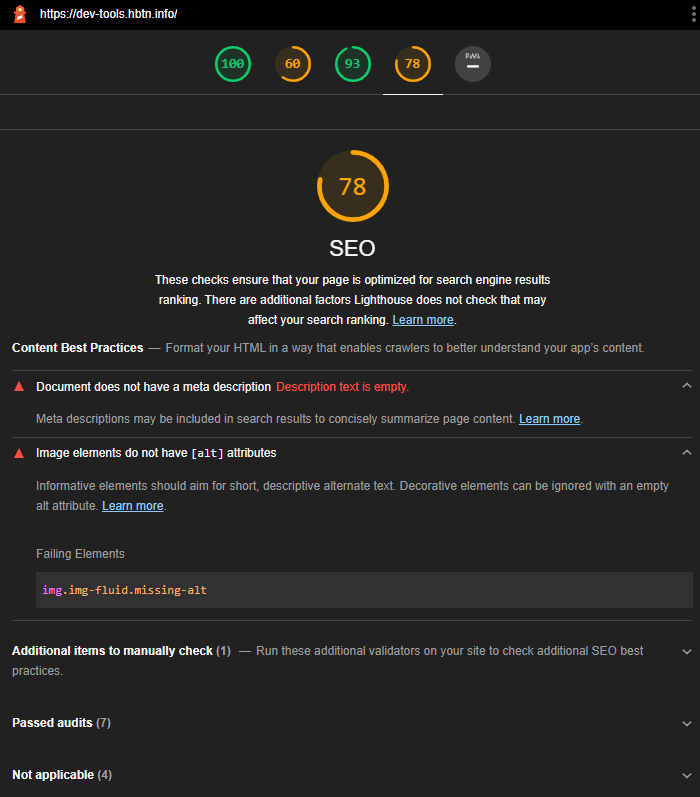 https://dev-tools.hbtn.info/
100 60 93 78 PWA
78
SEO
These checks ensure that your page is optimized for search engine results
ranking. There are additional factors Lighthouse does not check that may
affect your search ranking. Learn more.
Content Best Practices — Format your HTML in a way that enables crawlers to better understand your app's content.
Document does not have a meta description Description text is empty.
Meta descriptions may be included in search results to concisely summarize page content. Learn more.
Image elements do not have [alt] attributes
Informative elements should aim for short, descriptive alternate text. Decorative elements can be ignored with an empty
alt attribute. Learn more.
Failing Elements
img.img-fluid.missing-alt
Additional items to manually check (1) — Run these additional validators on your site to check additional SEO best
practices.
Passed audits (7)
Not applicable (4)